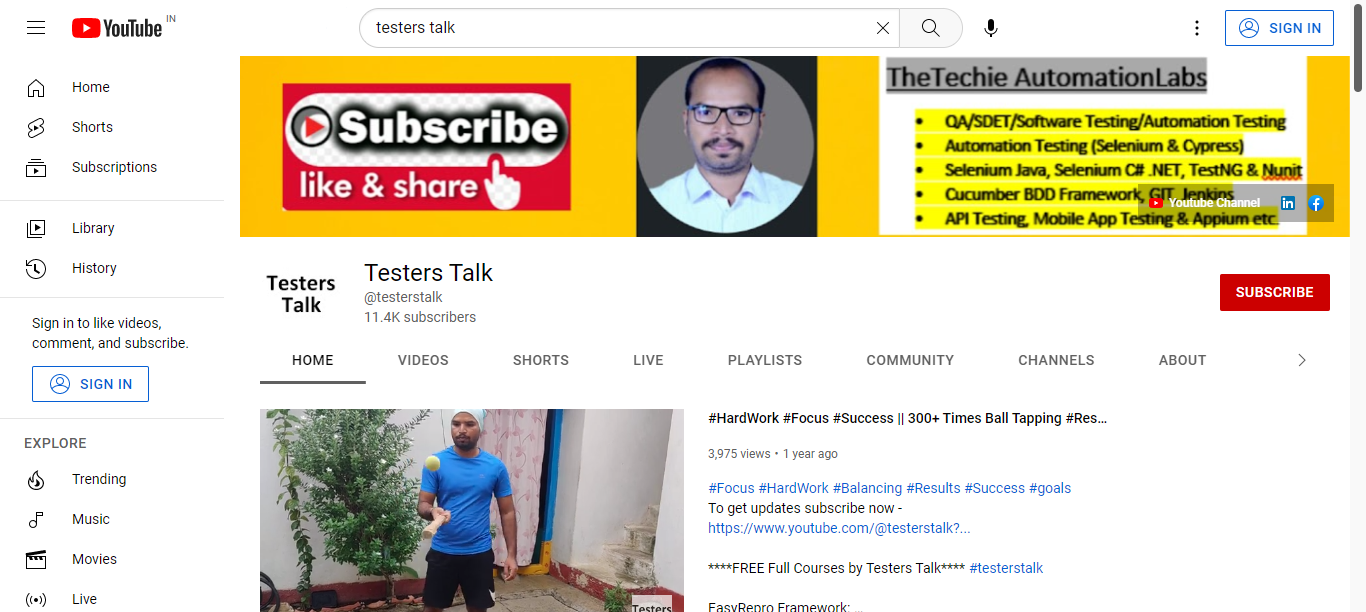 YouTube IN
testers talk
SIGN IN
Home
Shorts
Subscriptions
Library
History
Sign in to like videos,
comment, and subscribe.
SIGN IN
EXPLORE
Trending
Music
Movies
Live
Subscribe
like & share
TheTechie AutomationLabs
• QA/SDET/Software Testing/Automation Testing
• Automation Testing (Selenium & Cypress)
• Selenium Java, Selenium C# .NET, TestNG & Nunit
• Cucumber BDD Framework, GIT, Jenkins
• API Testing, Mobile App Testing & Appium etc.
Youtube Channel
Testers
Talk
Testers Talk
@testerstalk
11.4K subscribers
SUBSCRIBE
HOME VIDEOS SHORTS LIVE PLAYLISTS COMMUNITY CHANNELS ABOUT
Testers
#HardWork #Focus #Success || 300+ Times Ball Tapping #Res...
3,975 views • 1 year ago
#Focus #HardWork #Balancing #Results #Success #goals
To get updates subscribe now -
https://www.youtube.com/@testerstalk?...
****FREE Full Courses by Testers Talk**** #testerstalk
EasyRepro Framework: ...